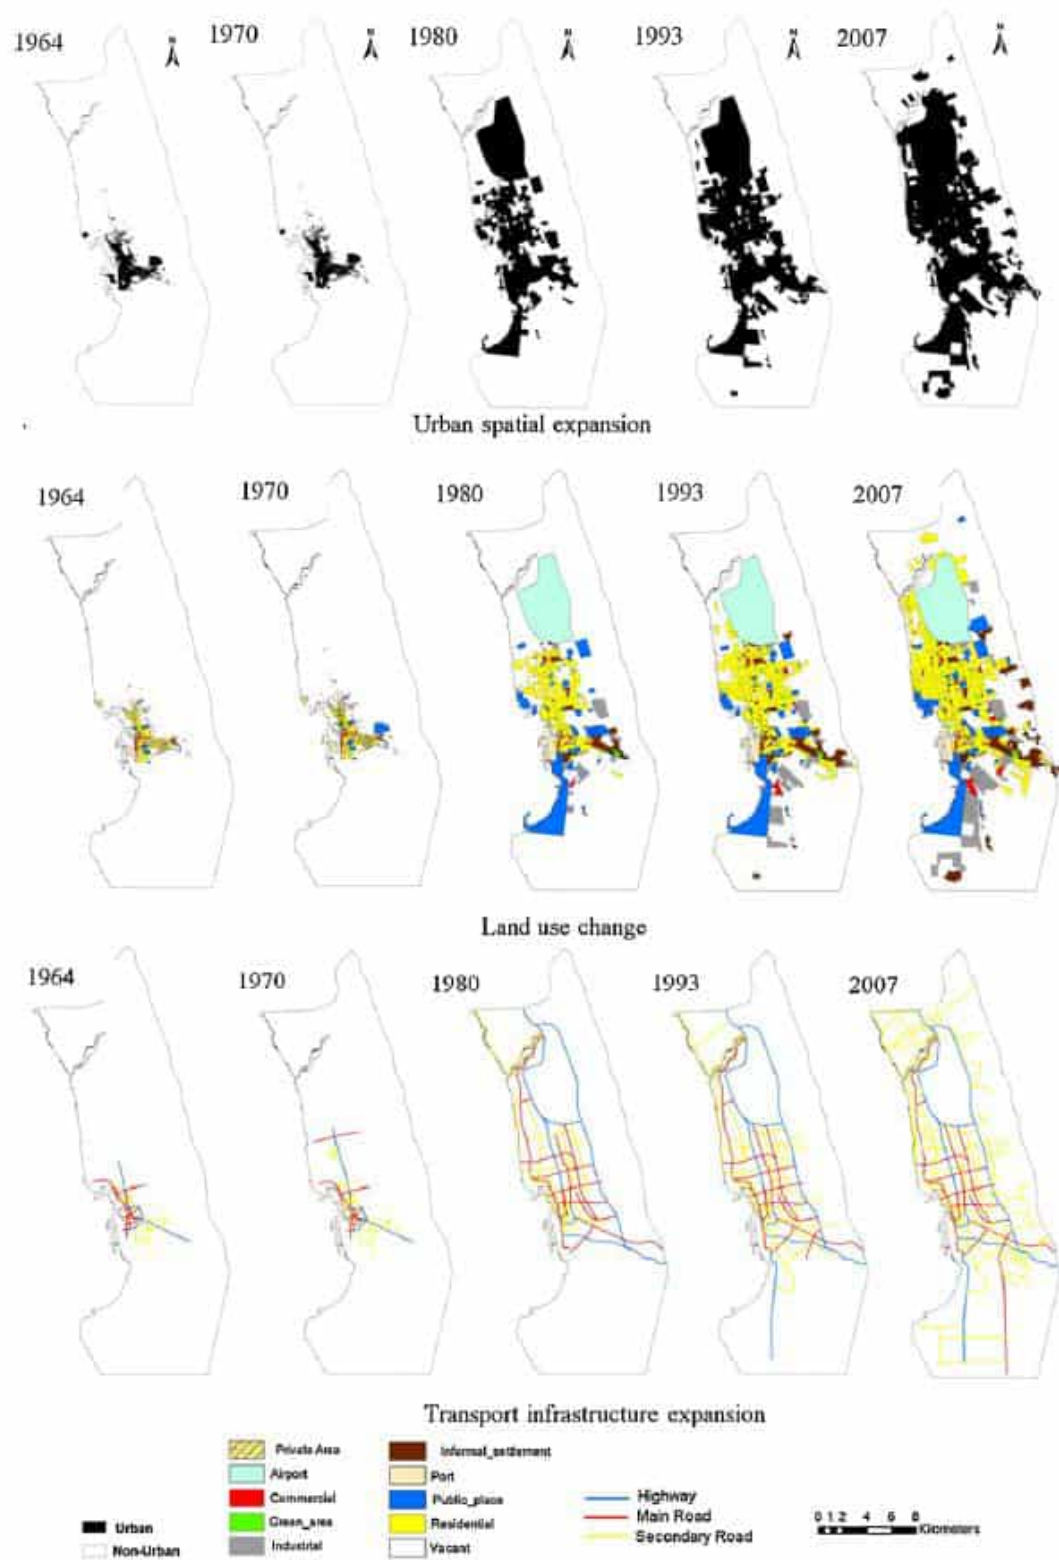 1964 1970 1980 1993 2007
N N N N N
Urban spatial expansion
1964 1970 1980 1993 2007
Land use change
1964 1970 1980 1993 2007
Transport infrastructure expansion
Private Area
Informal_settlement
Airport
Port
Commercial
Public_place
Highway
Green_area
Residential
Main Road
Urban
Industrial
Vacant
Secondary Road
Non-Urban
0 1 2 4 6 8
Kilometers